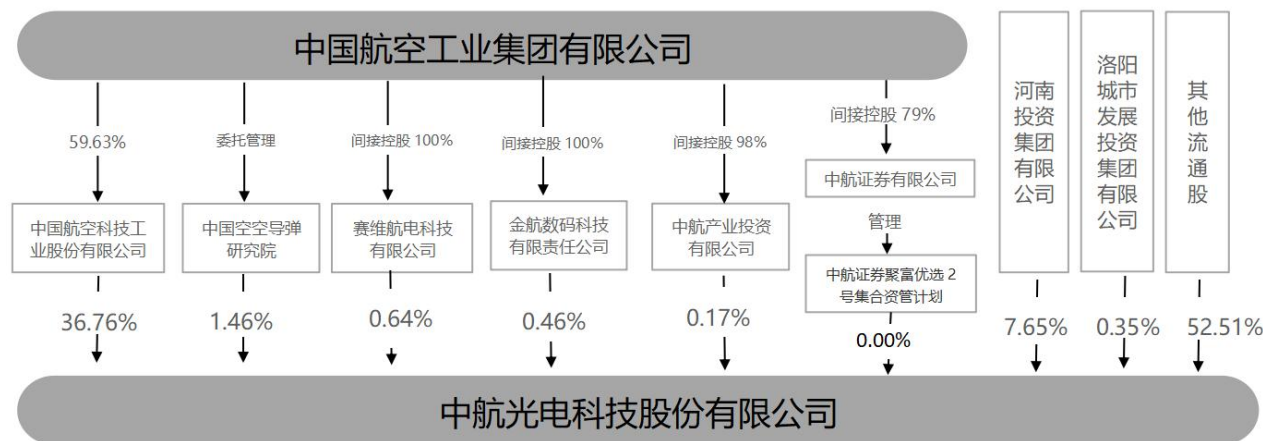 中国航空工业集团有限公司
59.63%
委托管理
间接控股 100%
间接控股 100%
间接控股 98%
间接控股 79%
中航证券有限公司
管理
中国航空科技工
业股份有限公司
中国空空导弹
研究院
赛维航电科技
有限公司
金航数码科技
有限责任公司
中航产业投资
有限公司
中航证券聚富优选 2
号集合资管计划
河南投资集团有限公司
洛阳城市发展投资集团有限公司
其他流通股
36.76%
1.46%
0.64%
0.46%
0.17%
0.00%
7.65%
0.35%
52.51%
中航光电科技股份有限公司